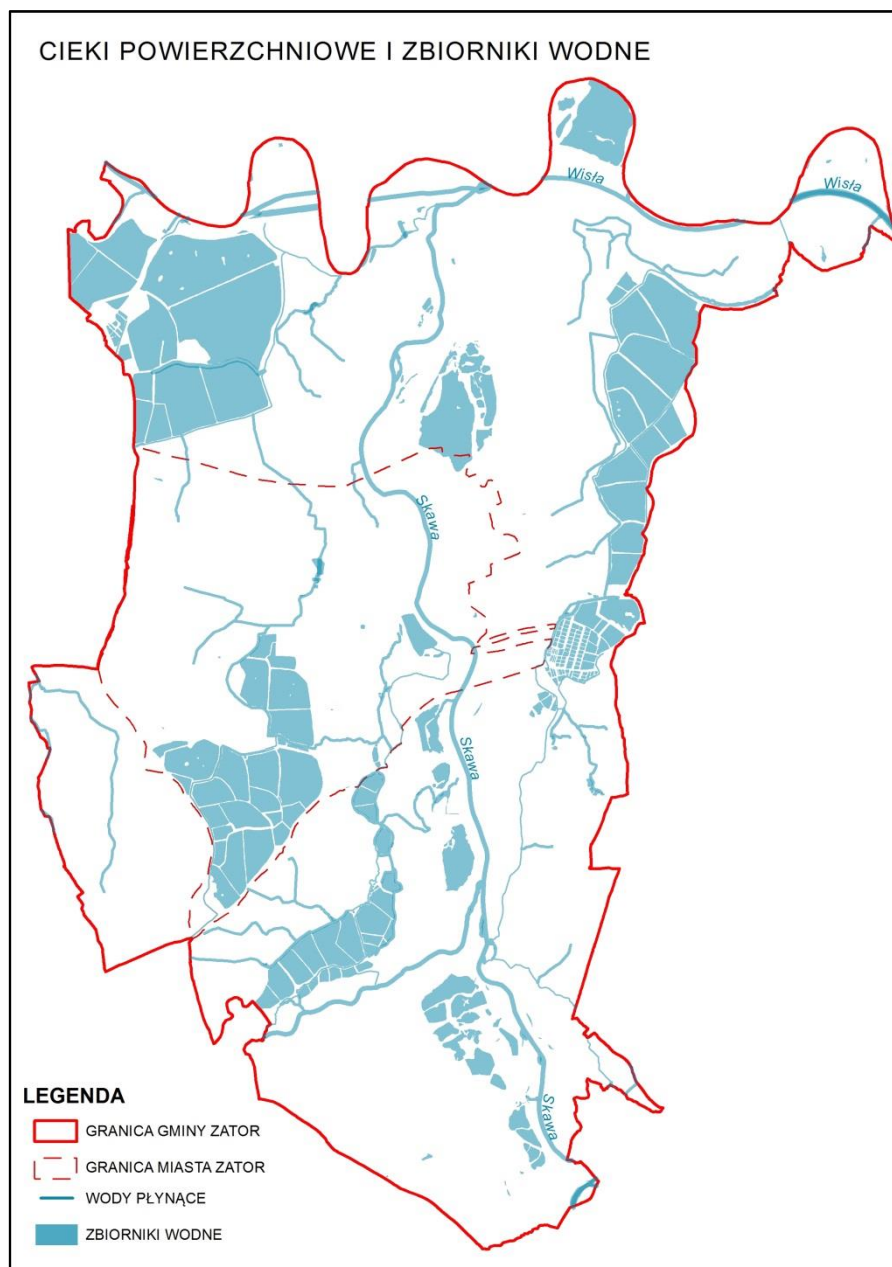 CIEKI POWIERZCHNIOWE I ZBIORNIKI WODNE
Wisła
Wisła
Skawa
Skawa
Skawa
LEGENDA
GRANICA GMINY ZATOR
GRANICA MIASTA ZATOR
WODY PŁYNĄCE
ZBIORNIKI WODNE